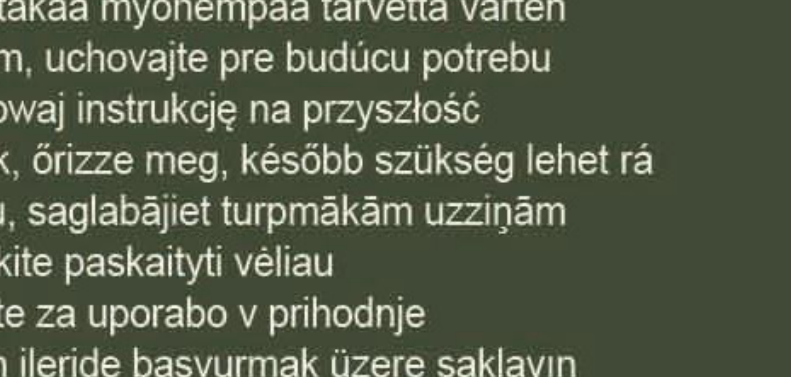 takaa myöhempää tarvetta varten
m, uchovajte pre budúcu potrebu
owaj instrukcję na przyszłość
k, őrizze meg, később szükség lehet rá
u, saglabājiet turpmākām uzziņām
kite paskaityti vėliau
te za uporabo v prihodnje
n ileride başvurmak üzere saklayın